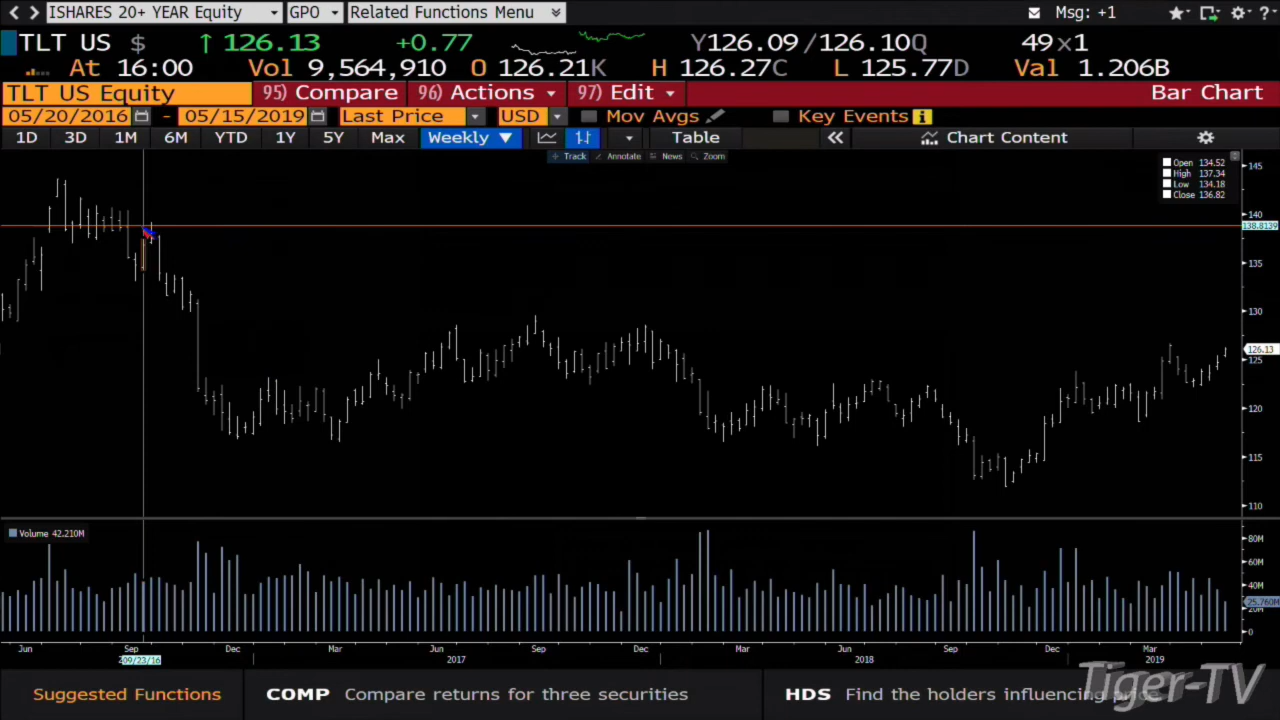 ISHARES 20+ YEAR Equity GPO Related Functions Menu Msg: +1 ?
TLT US $ ↑ 126.13 +0.77 Y126.09 /126.10Q 49x1
At 16:00 Vol 9,564,910 O 126.21K H 126.27C L 125.77D Val 1.206B
TLT US Equity 95) Compare 96) Actions 97) Edit Bar Chart
05/20/2016 - 05/15/2019 Last Price USD Mov Avgs Key Events i
1D 3D 1M 6M YTD 1Y 5Y Max Weekly ▼ Table « Chart Content
Track Annotate News Zoom
Open 134.52
High 137.34
Low 134.18
Close 136.82
145
140
138.8139
135
130
126.13
125
120
115
110
Volume 42.210M
80M
60M
40M
25.760M
20M
0
Jun Sep Dec Mar Jun Sep Dec Mar Jun Sep Dec Mar
09/23/16 2017 2018 2019
Suggested Functions COMP Compare returns for three securities HDS Find the holders influencing price
Tiger-TV